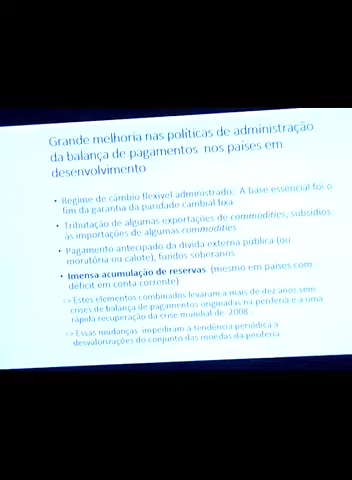 Grande melhoria nas políticas de administração
da balança de pagamentos nos países em
desenvolvimento
• Regime de câmbio flexível administrado. A base essencial foi o
fim da garantia da paridade cambial fixa
• Tributação de algumas exportações de commodities, subsídios
às importações de algumas commodities
• Pagamento antecipado da dívida externa pública (ou
moratória ou calote), fundos soberanos
• Imensa acumulação de reservas (mesmo em países com
déficit em conta corrente)
=> Estes elementos combinados levaram a mais de dez anos sem
crises de balança de pagamentos originadas na periferia e a uma
rápida recuperação da crise mundial de 2008.
=> Essas mudanças impediram a tendência periódica a
desvalorizações do conjunto das moedas da periferia